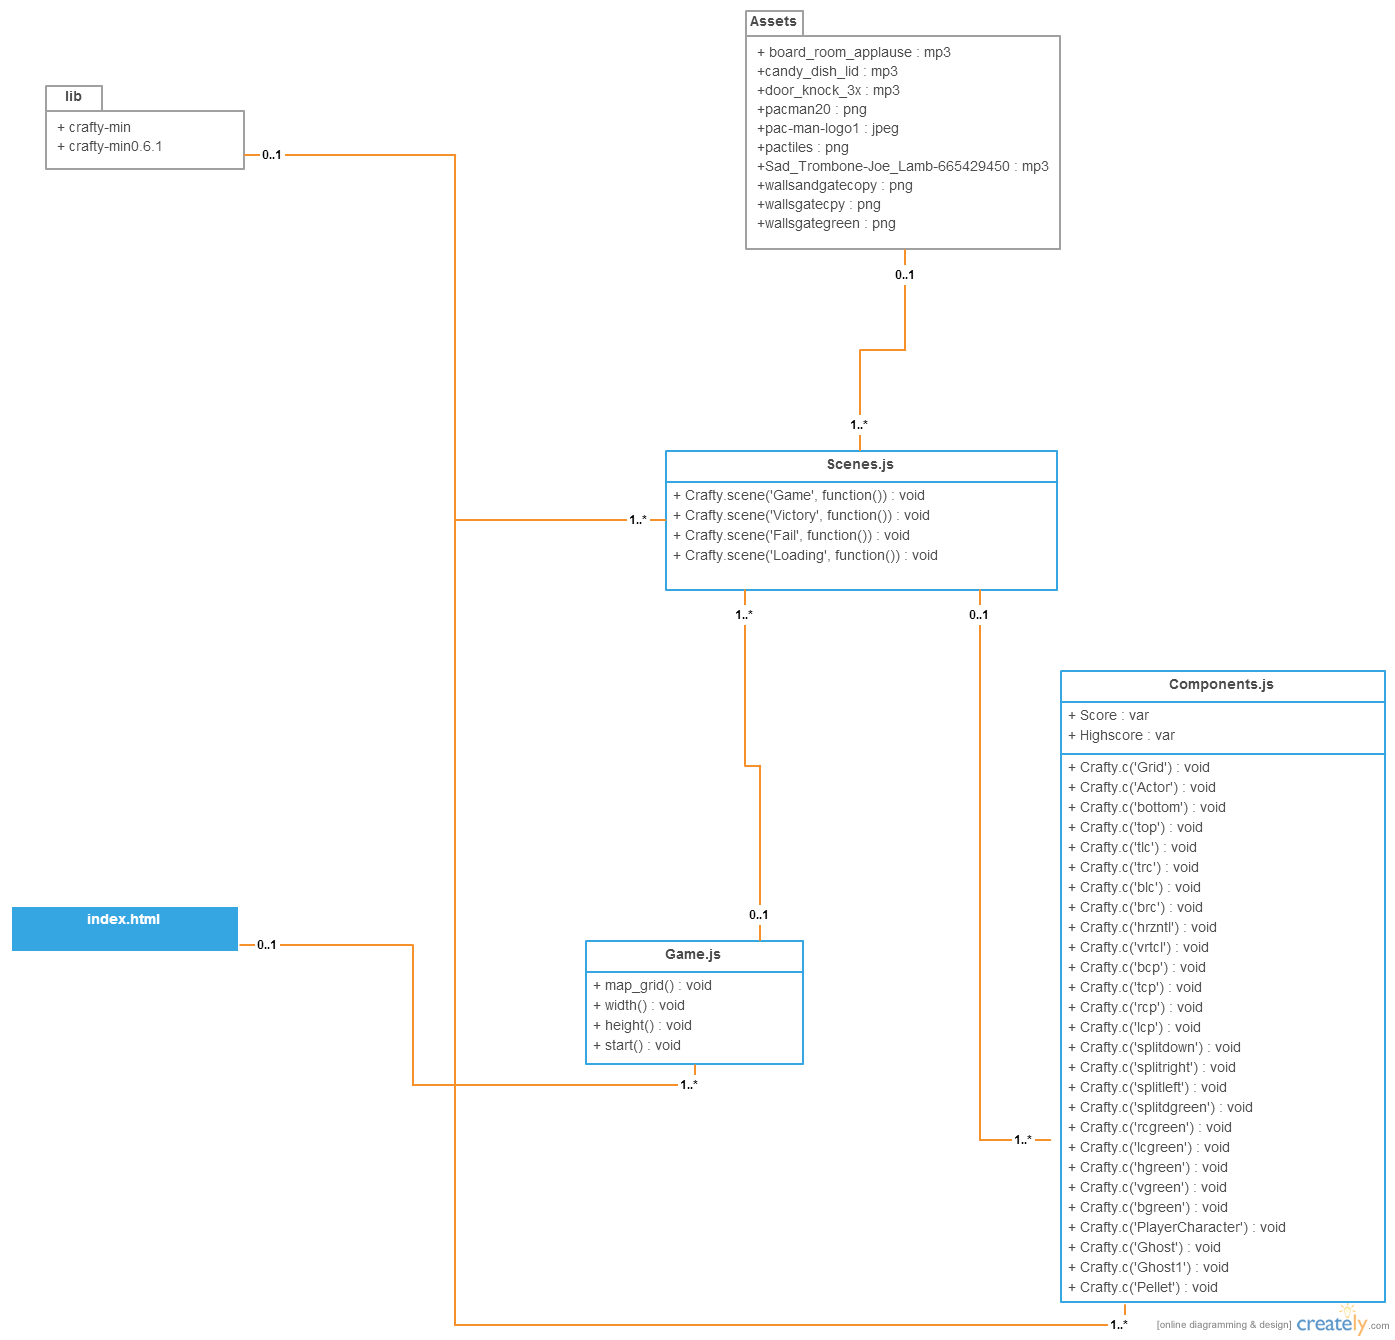 Assets
+ board_room_applause : mp3
+candy_dish_lid : mp3
+door_knock_3x : mp3
+pacman20 : png
+pac-man-logo1 : jpeg
+pactiles : png
+Sad_Trombone-Joe_Lamb-665429450 : mp3
+wallsandgatecopy : png
+wallsgatecpy : png
+wallsgategreen : png
lib
+ crafty-min
+ crafty-min0.6.1
0..1
0..1
1..*
Scenes.js
+ Crafty.scene('Game', function()) : void
+ Crafty.scene('Victory', function()) : void
+ Crafty.scene('Fail', function()) : void
+ Crafty.scene('Loading', function()) : void
1..*
1..*
0..1
Components.js
+ Score : var
+ Highscore : var
+ Crafty.c('Grid') : void
+ Crafty.c('Actor') : void
+ Crafty.c('bottom') : void
+ Crafty.c('top') : void
+ Crafty.c('tlc') : void
+ Crafty.c('trc') : void
+ Crafty.c('blc') : void
+ Crafty.c('brc') : void
+ Crafty.c('hrzntl') : void
+ Crafty.c('vrtcl') : void
+ Crafty.c('bcp') : void
+ Crafty.c('tcp') : void
+ Crafty.c('rcp') : void
+ Crafty.c('lcp') : void
+ Crafty.c('splitdown') : void
+ Crafty.c('splitright') : void
+ Crafty.c('splitleft') : void
+ Crafty.c('splitdgreen') : void
+ Crafty.c('rcgreen') : void
+ Crafty.c('lcgreen') : void
+ Crafty.c('hgreen') : void
+ Crafty.c('vgreen') : void
+ Crafty.c('bgreen') : void
+ Crafty.c('PlayerCharacter') : void
+ Crafty.c('Ghost') : void
+ Crafty.c('Ghost1') : void
+ Crafty.c('Pellet') : void
index.html
0..1
0..1
Game.js
+ map_grid() : void
+ width() : void
+ height() : void
+ start() : void
1..*
1..*
1..*
[online diagramming & design] creately.com